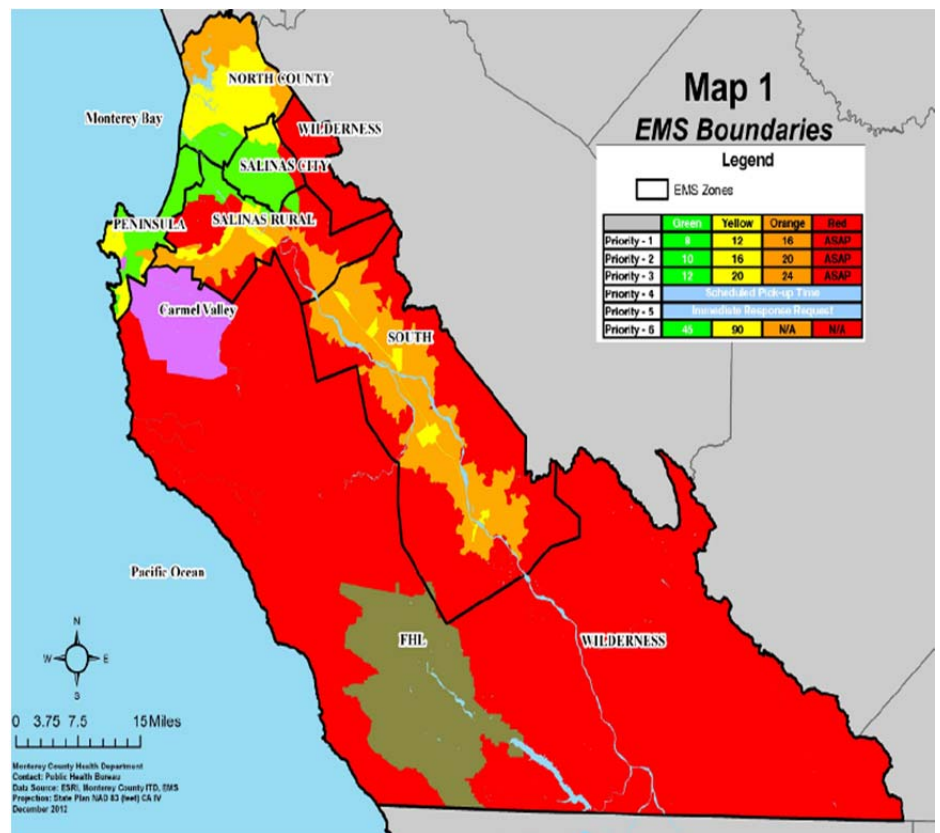 Map 1
EMS Boundaries
Legend
EMS Zones
Green Yellow Orange Red
Priority - 1 8 12 16 ASAP
Priority - 2 10 16 20 ASAP
Priority - 3 12 20 24 ASAP
Priority - 4 Scheduled Pick-up Time
Priority - 5 Immediate Response Request
Priority - 6 45 90 N/A N/A
NORTH COUNTY
Monterey Bay
WILDERNESS
SALINAS CITY
PENINSULA
SALINAS RURAL
Carmel Valley
SOUTH
Pacific Ocean
FHL
WILDERNESS
N
W E
S
0 3.75 7.5 15 Miles
Monterey County Health Department
Contact: Public Health Bureau
Data Source: ESRI, Monterey County ITD, EMS
Projection: State Plan NAD 83 (feet) CA IV
December 2012